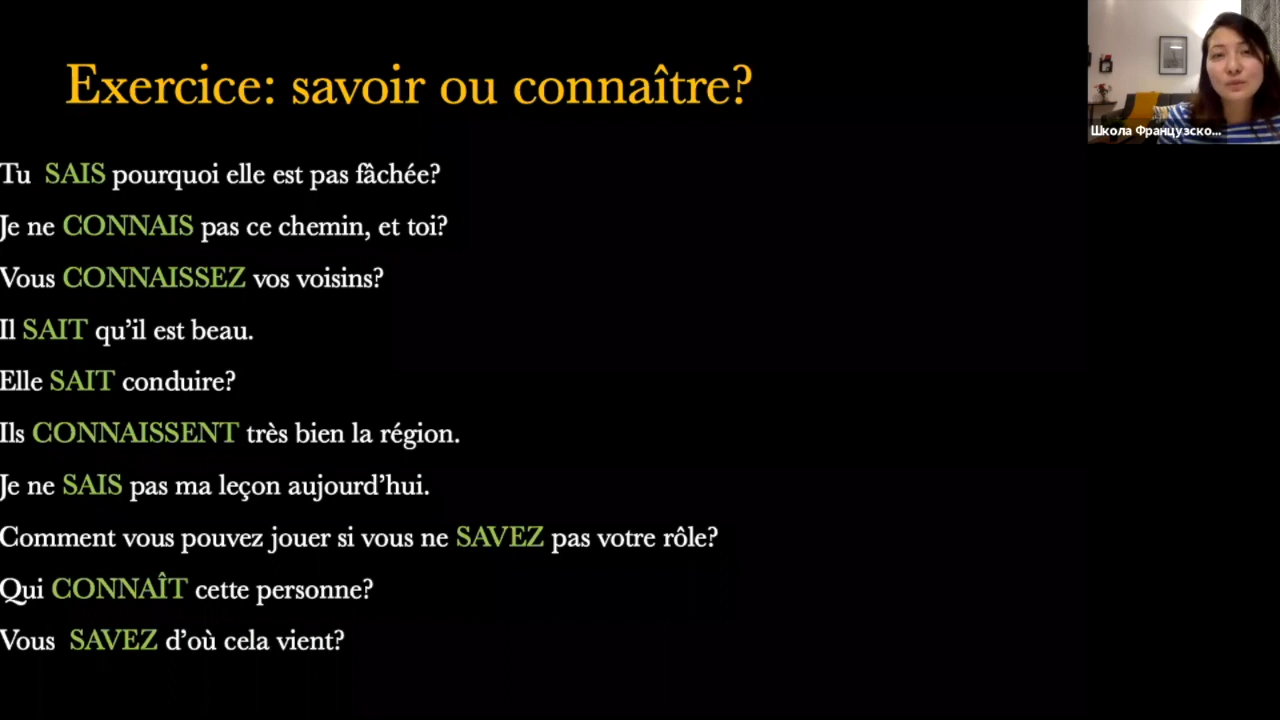 Exercice: savoir ou connaître?
Школа Французско...
Tu SAIS pourquoi elle est pas fâchée?
Je ne CONNAIS pas ce chemin, et toi?
Vous CONNAISSEZ vos voisins?
Il SAIT qu’il est beau.
Elle SAIT conduire?
Ils CONNAISSENT très bien la région.
Je ne SAIS pas ma leçon aujourd’hui.
Comment vous pouvez jouer si vous ne SAVEZ pas votre rôle?
Qui CONNAÎT cette personne?
Vous SAVEZ d’où cela vient?